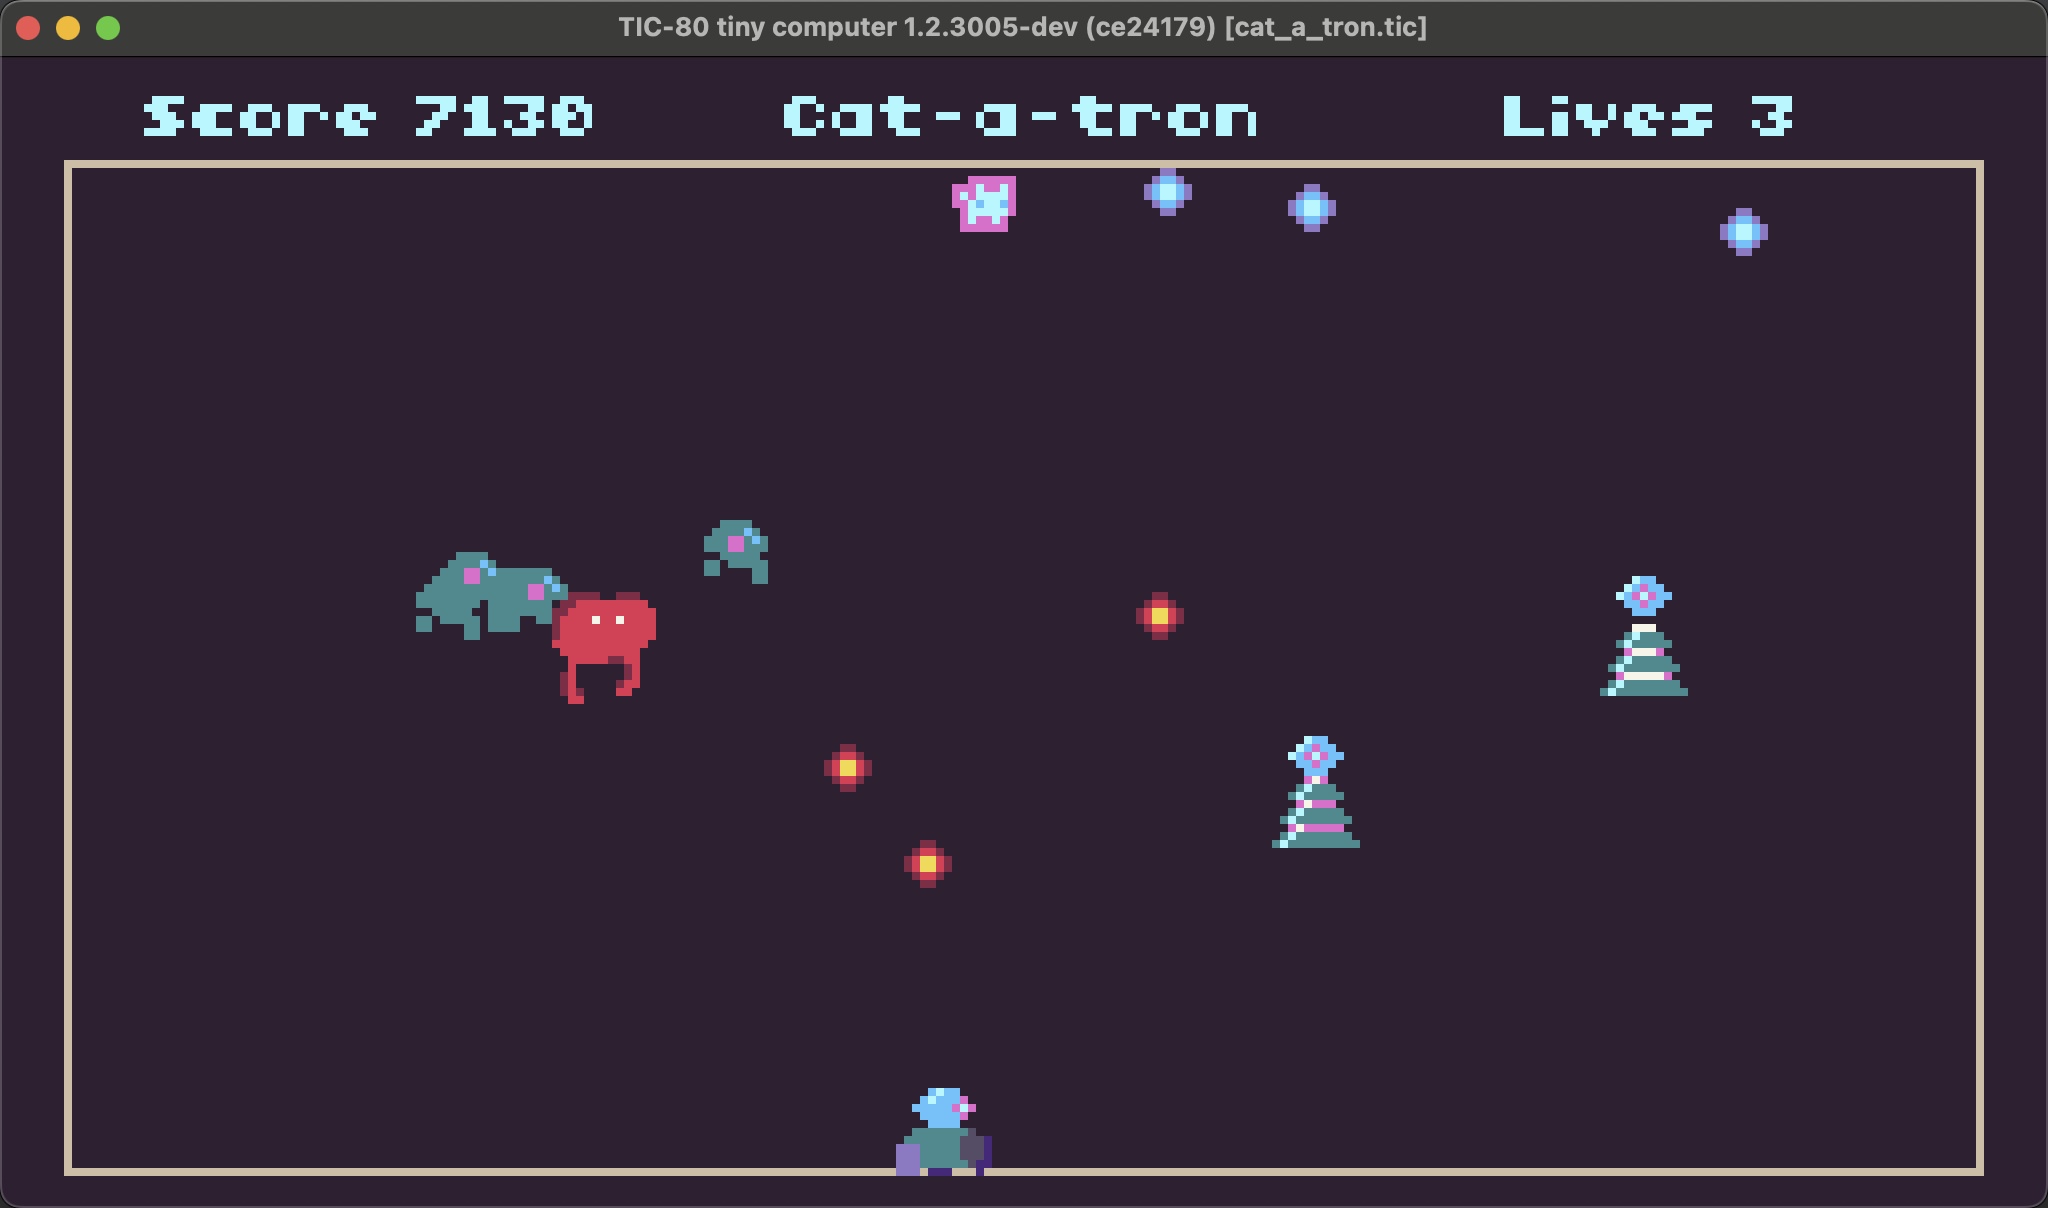 TIC-80 tiny computer 1.2.3005-dev (ce24179) [cat_a_tron.tic]
Score 7130 Cat-a-tron Lives 3